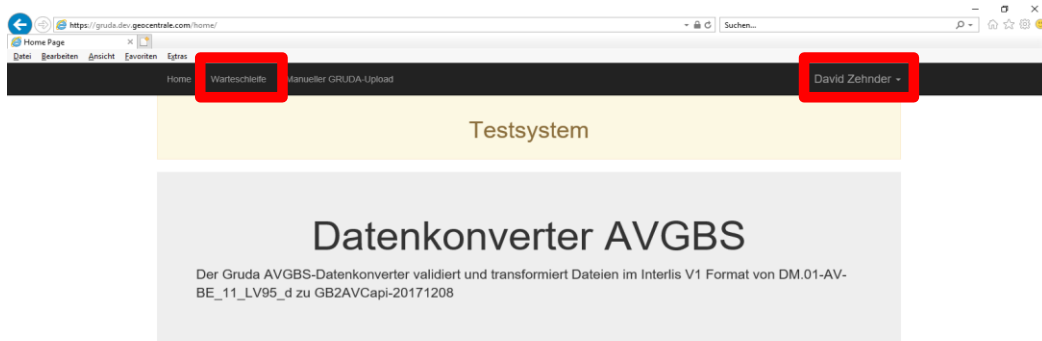 https://gruda.dev.geocentrale.com/home/
Suchen...
Home Page
Datei Bearbeiten Ansicht Favoriten Extras
Home Warteschleife Manueller GRUDA-Upload David Zehnder
Testsystem
Datenkonverter AVGBS
Der Gruda AVGBS-Datenkonverter validiert und transformiert Dateien im Interlis V1 Format von DM.01-AV-
BE_11_LV95_d zu GB2AVCapi-20171208